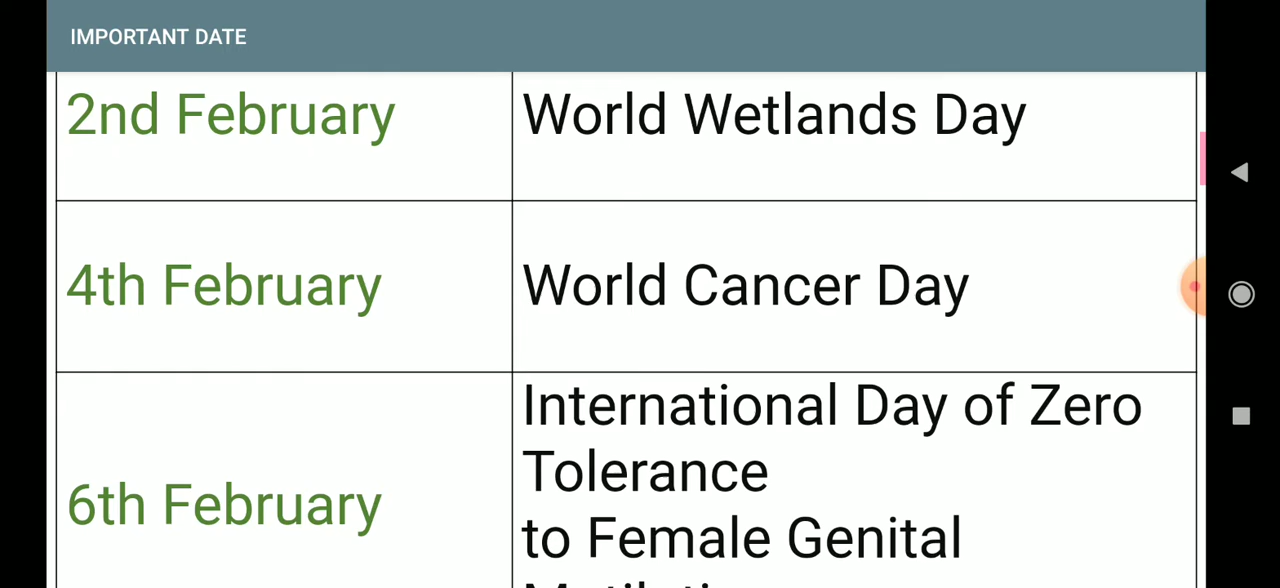 IMPORTANT DATE
2nd February
World Wetlands Day
4th February
World Cancer Day
6th February
International Day of Zero
Tolerance
to Female Genital